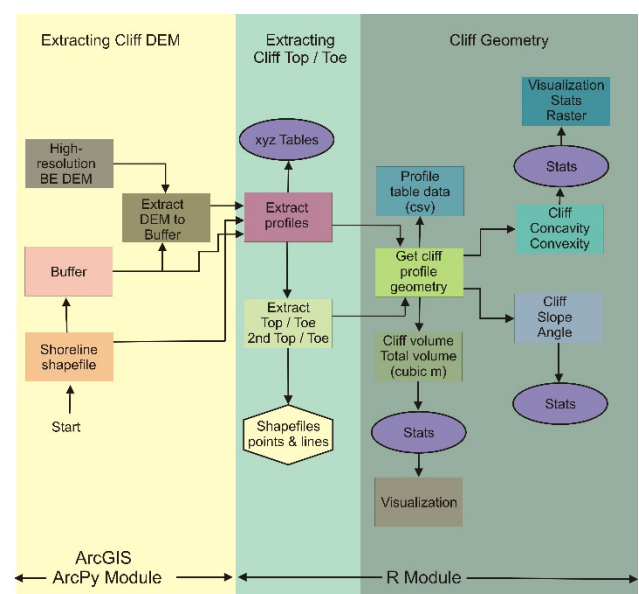 Extracting Cliff DEM
Extracting
Cliff Top / Toe
Cliff Geometry
High-
resolution
BE DEM
Extract
DEM to
Buffer
Buffer
Shoreline
shapefile
Start
xyz Tables
Extract
profiles
Extract
Top / Toe
2nd Top / Toe
Shapefiles
points & lines
Profile
table data
(csv)
Get cliff
profile
geometry
Cliff volume
Total volume
(cubic m)
Stats
Visualization
Visualization
Stats
Raster
Stats
Cliff
Concavity
Convexity
Cliff
Slope
Angle
Stats
ArcGIS
ArcPy Module
R Module